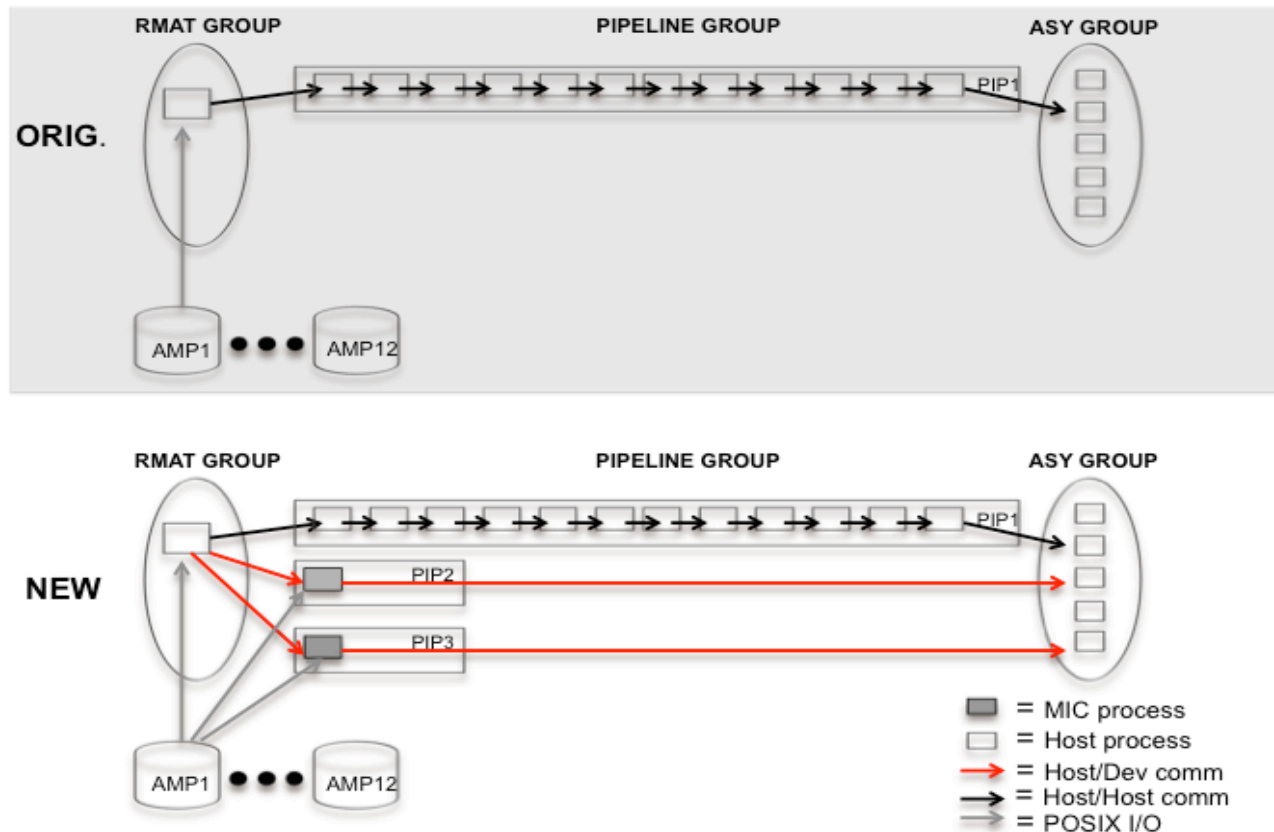 RMAT GROUP
PIPELINE GROUP
ASY GROUP
PIP1
ORIG.
AMP1
AMP12
RMAT GROUP
PIPELINE GROUP
ASY GROUP
PIP1
NEW
PIP2
PIP3
= MIC process
= Host process
= Host/Dev comm
= Host/Host comm
= POSIX I/O
AMP1
AMP12